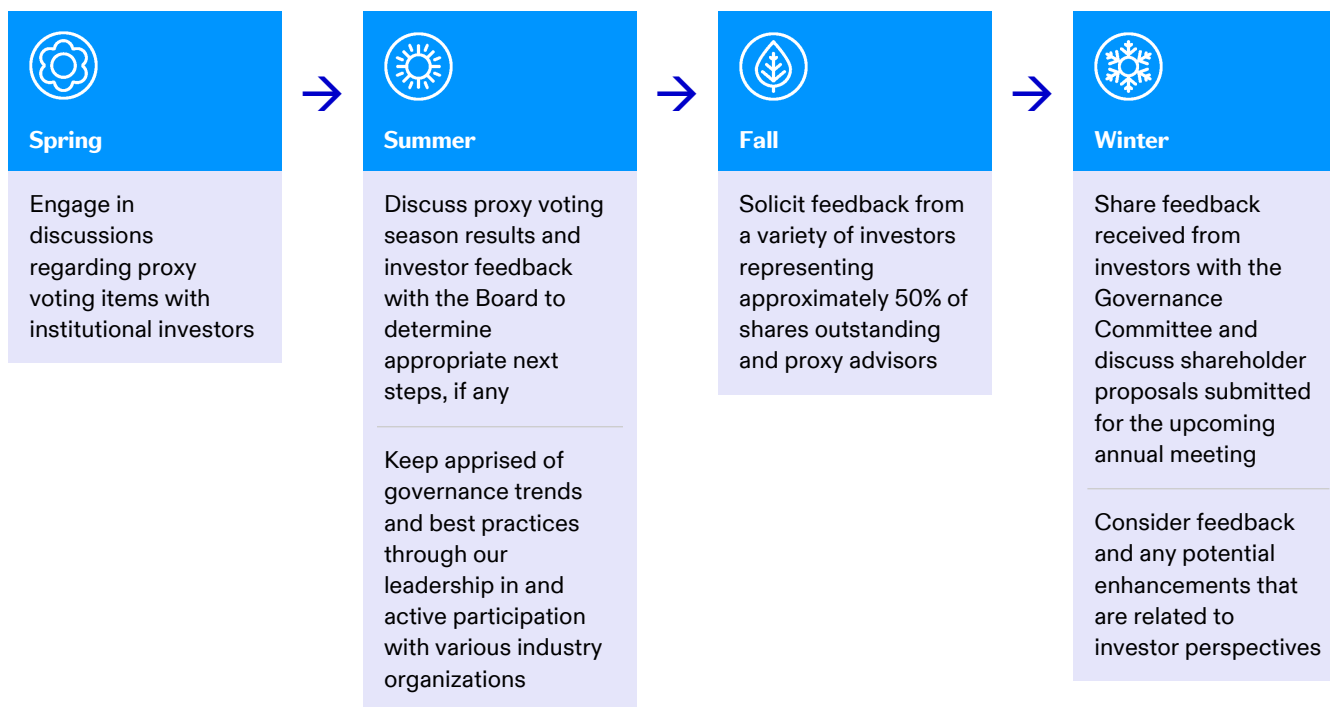 Spring
Engage in
discussions
regarding proxy
voting items with
institutional investors
Summer
Discuss proxy voting
season results and
investor feedback
with the Board to
determine
appropriate next
steps, if any
Keep apprised of
governance trends
and best practices
through our
leadership in and
active participation
with various industry
organizations
Fall
Solicit feedback from
a variety of investors
representing
approximately 50% of
shares outstanding
and proxy advisors
Winter
Share feedback
received from
investors with the
Governance
Committee and
discuss shareholder
proposals submitted
for the upcoming
annual meeting
Consider feedback
and any potential
enhancements that
are related to
investor perspectives